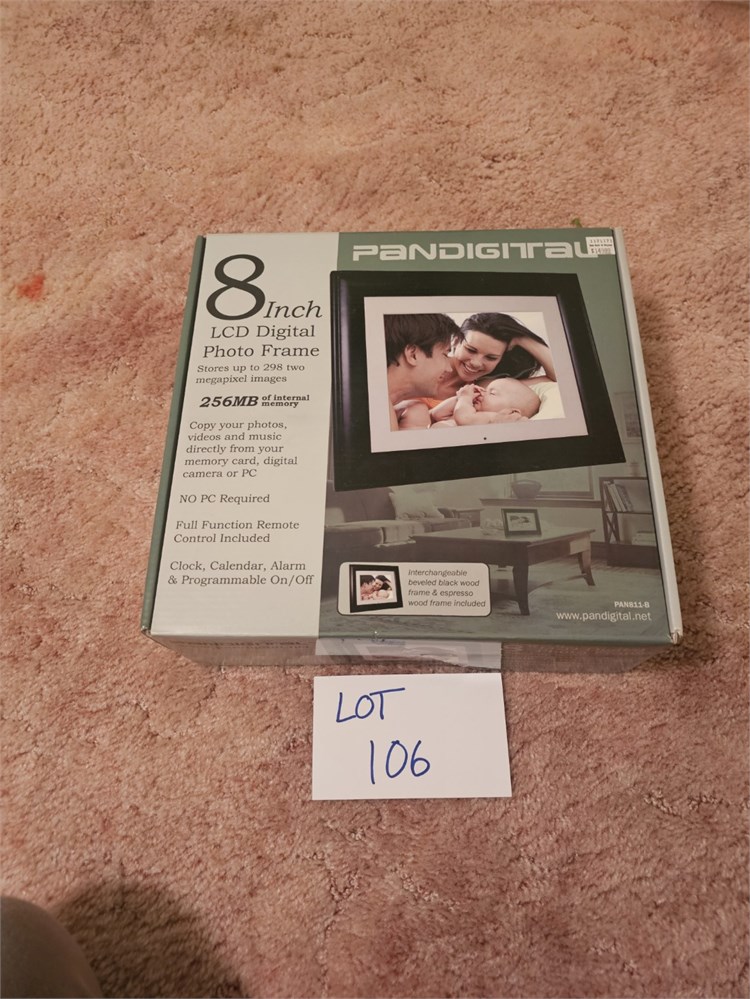 PANDIGITAL
8 Inch
LCD Digital
Photo Frame
Stores up to 298 two
megapixel images
256MB of internal memory
Copy your photos,
videos and music
directly from your
memory card, digital
camera or PC
NO PC Required
Full Function Remote
Control Included
Clock, Calendar, Alarm
& Programmable On/Off
Interchangeable
beveled black wood
frame & espresso
wood frame included
PAN811-B
www.pandigital.net
LOT
106